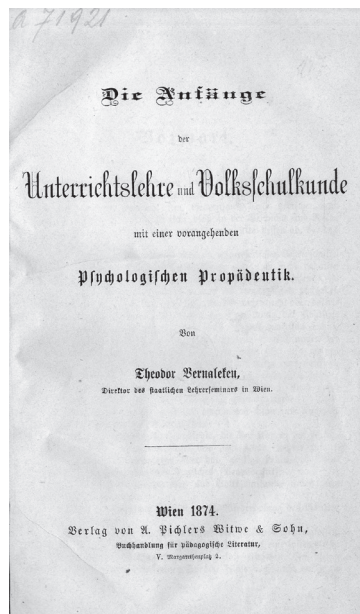 a 71921
Die Anfänge
der
Unterrichtslehre und Volksschulkunde
mit einer vorangehenden
Psychologischen Propädeutik.
Von
Theodor Vernaleken,
Direktor des staatlichen Lehrerseminars in Wien.
Wien 1874.
Verlag von A. Pichlers Witwe & Sohn,
Buchhandlung für pädagogische Literatur,
V. Margarethenplatz 2.